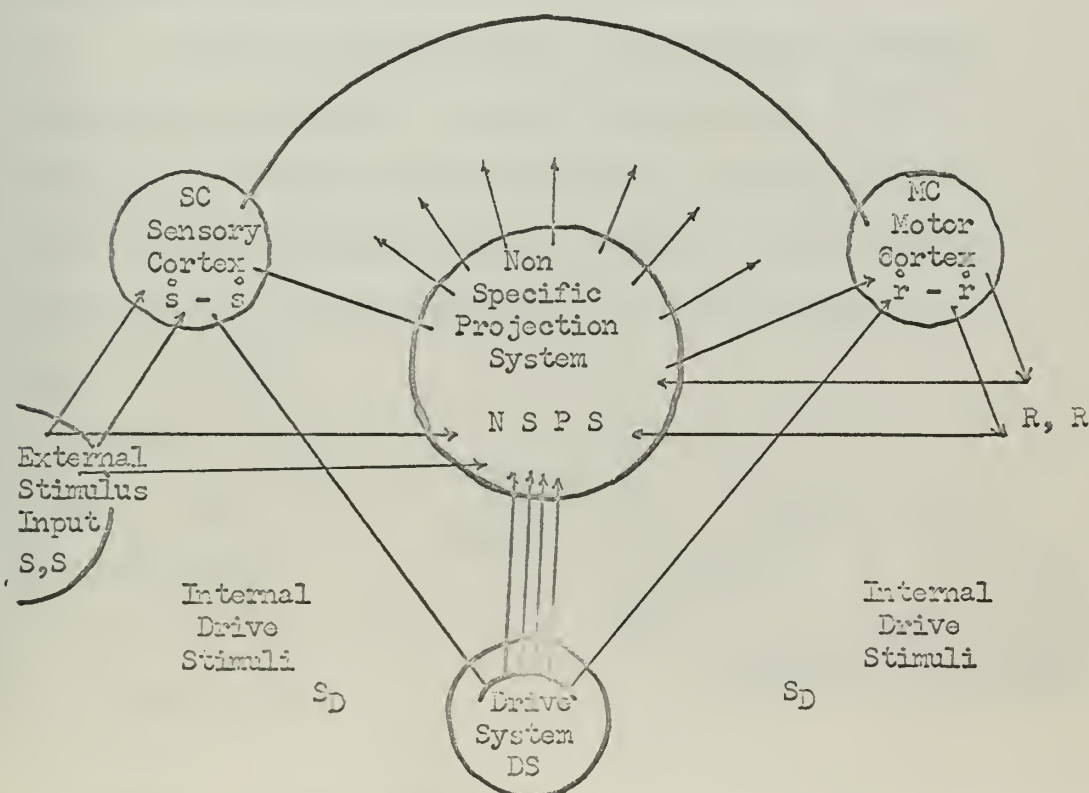 SC
Sensory
Cortex
s̊ - s̊
Non
Specific
Projection
System
N S P S
MC
Motor
Cortex
r̊ - r̊
R, R
External
Stimulus
Input
S,S
Internal
Drive
Stimuli
SD
Internal
Drive
Stimuli
SD
Drive
System
DS